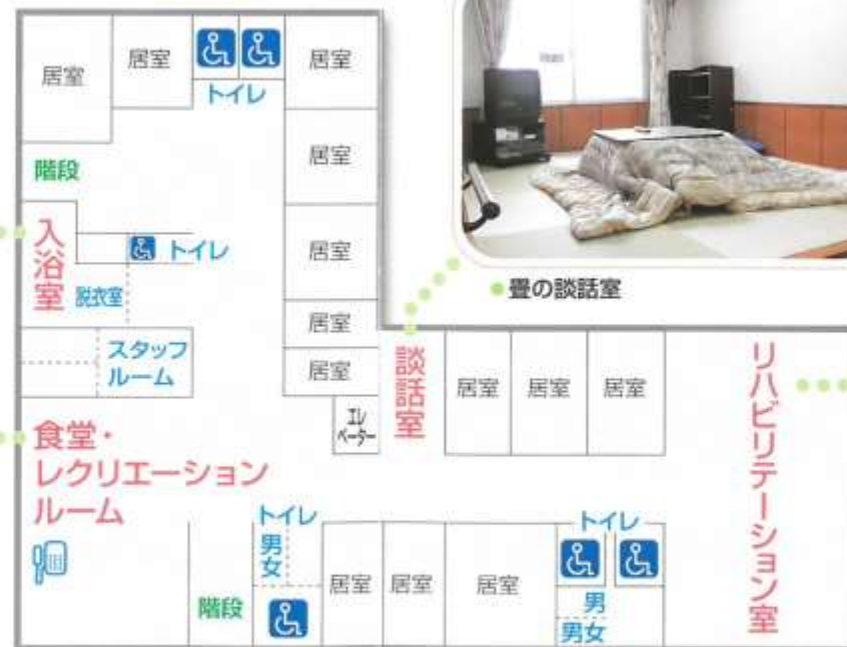 居室
居室
居室
トイレ
居室
階段
居室
入浴室
トイレ
脱衣室
居室
スタッフ
ルーム
居室
エレ
ベーター
談話室
畳の談話室
居室
居室
居室
リハビリテーション室
食堂・
レクリエーション
ルーム
トイレ
男女
階段
居室
居室
居室
トイレ
男
男女